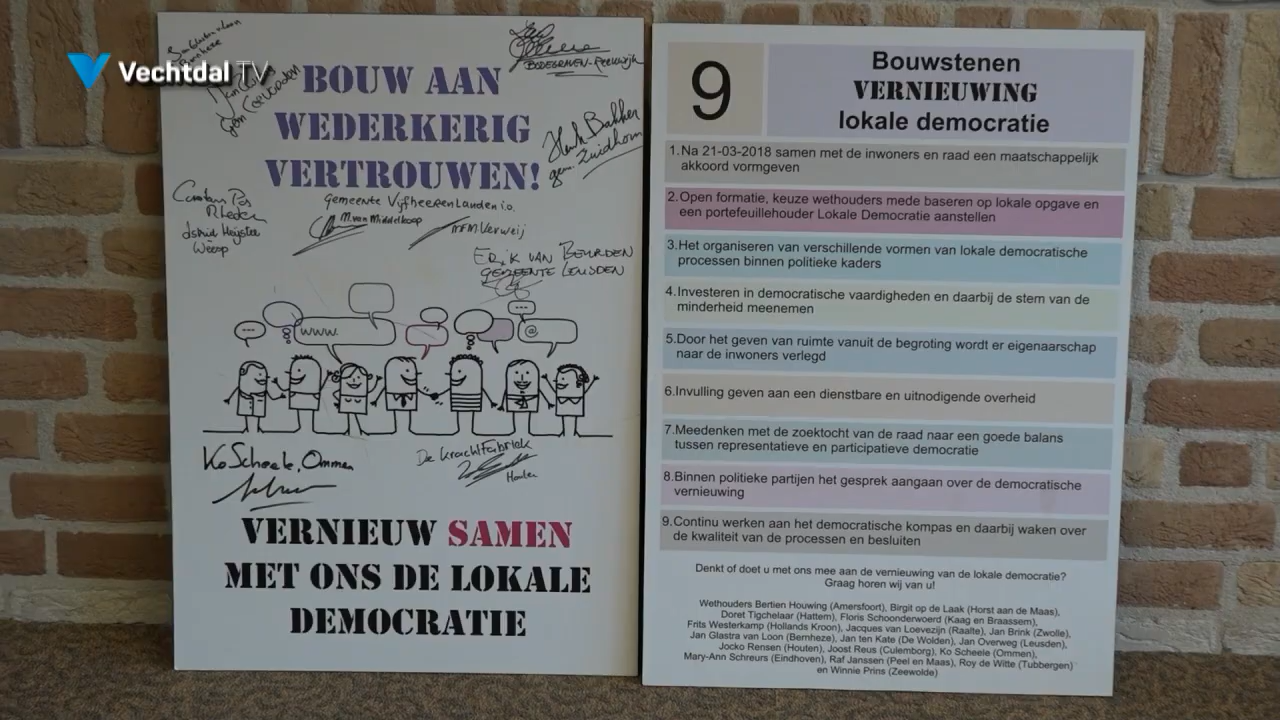 Vechtdal TV
BODEGRAVEN-REEUWIJK
BOUW AAN
WEDERKERIG
VERTROUWEN!
Henk Bakker
gem. Zuidhorn
Gemeente Vijfheerenlanden i.o.
M. van Middelkoop
MFM. Verweij
Rheden
Weesp
ERIK VAN BEURDEN
GEMEENTE LEUSDEN
www.
@
Ko Scheele, Ommen
De Krachtfabriek
Houten
VERNIEUW SAMEN
MET ONS DE LOKALE
DEMOCRATIE
9
Bouwstenen
VERNIEUWING
lokale democratie
1.Na 21-03-2018 samen met de inwoners en raad een maatschappelijk
akkoord vormgeven
2.Open formatie, keuze wethouders mede baseren op lokale opgave en
een portefeuillehouder Lokale Democratie aanstellen
3.Het organiseren van verschillende vormen van lokale democratische
processen binnen politieke kaders
4.Investeren in democratische vaardigheden en daarbij de stem van de
minderheid meenemen
5.Door het geven van ruimte vanuit de begroting wordt er eigenaarschap
naar de inwoners verlegd
6.Invulling geven aan een dienstbare en uitnodigende overheid
7.Meedenken met de zoektocht van de raad naar een goede balans
tussen representatieve en participatieve democratie
8.Binnen politieke partijen het gesprek aangaan over de democratische
vernieuwing
9.Continu werken aan het democratische kompas en daarbij waken over
de kwaliteit van de processen en besluiten
Denkt of doet u met ons mee aan de vernieuwing van de lokale democratie?
Graag horen wij van u!
Wethouders Bertien Houwing (Amersfoort), Birgit op de Laak (Horst aan de Maas),
Doret Tigchelaar (Hattem), Floris Schoonderwoerd (Kaag en Braassem),
Frits Westerkamp (Hollands Kroon), Jacques van Loevezijn (Raalte), Jan Brink (Zwolle),
Jan Glastra van Loon (Bernheze), Jan ten Kate (De Wolden), Jan Overweg (Leusden),
Jocko Rensen (Houten), Joost Reus (Culemborg), Ko Scheele (Ommen),
Mary-Ann Schreurs (Eindhoven), Raf Janssen (Peel en Maas), Roy de Witte (Tubbergen)
en Winnie Prins (Zeewolde)